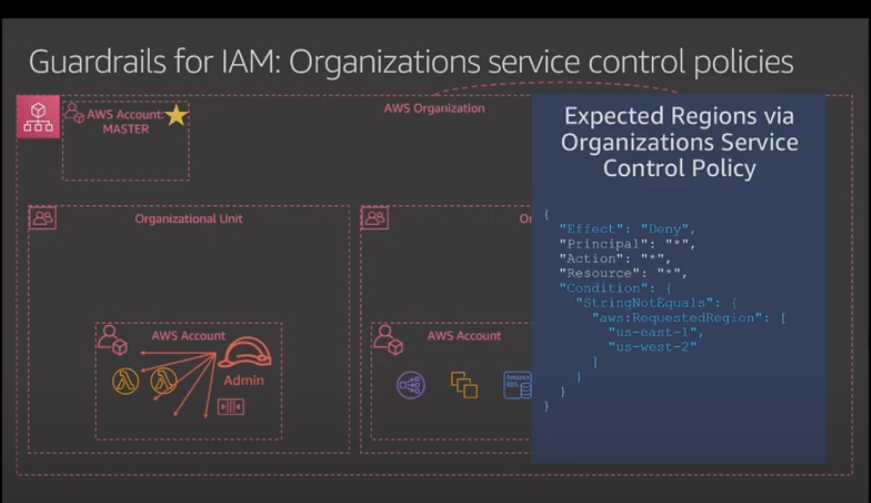 Guardrails for IAM: Organizations service control policies
AWS Account:
MASTER
AWS Organization
Organizational Unit
AWS Account
Admin
AWS Account
Amazon
RDS
Expected Regions via
Organizations Service
Control Policy
{
"Effect": "Deny",
"Principal": "*",
"Action": "*",
"Resource": "*",
"Condition": {
"StringNotEquals": {
"aws:RequestedRegion": [
"us-east-1",
"us-west-2"
]
}
}
}